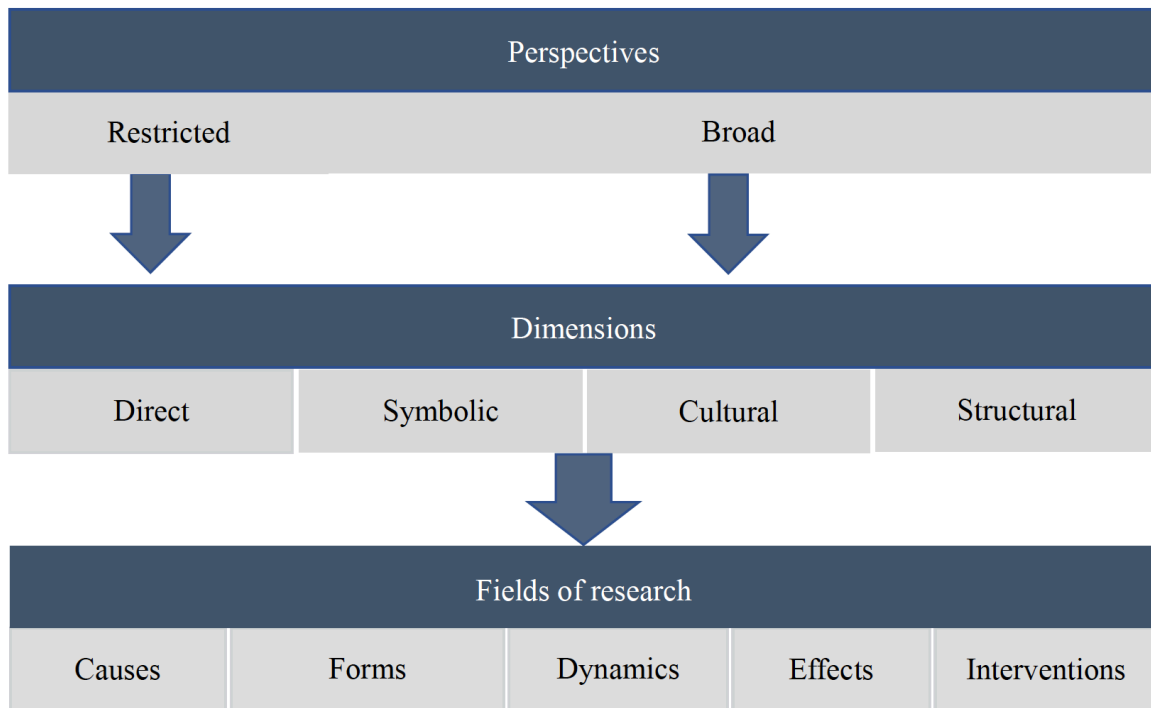 Perspectives
Restricted Broad
Dimensions
Direct Symbolic Cultural Structural
Fields of research
Causes Forms Dynamics Effects Interventions